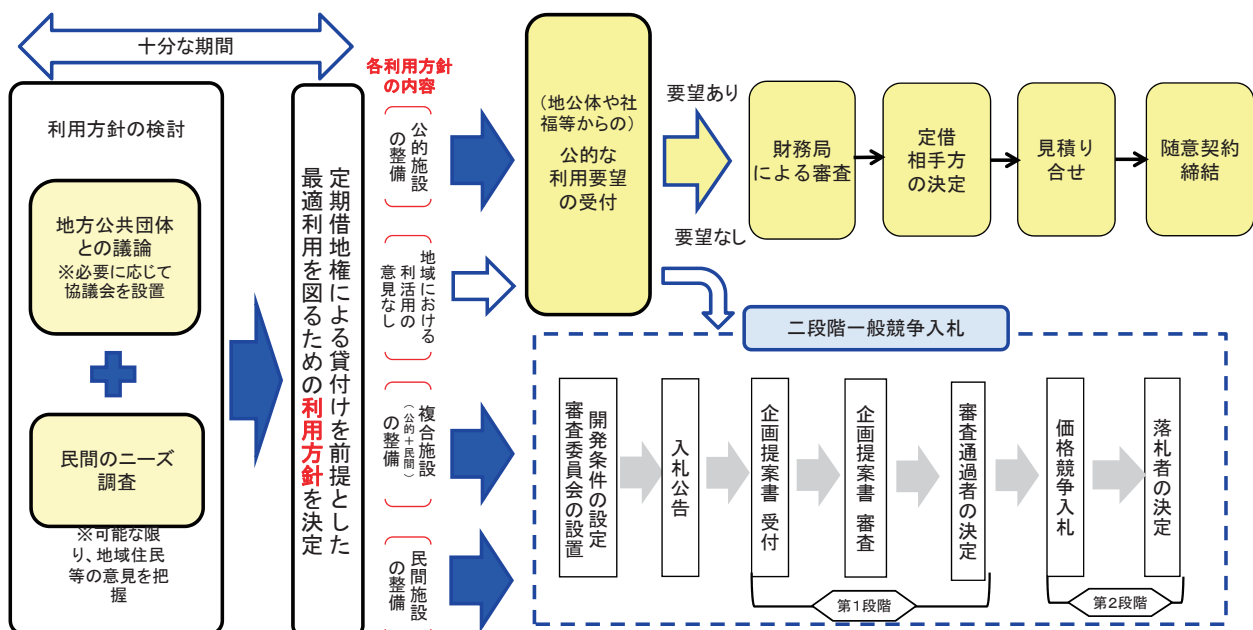 十分な期間
利用方針の検討
地方公共団体
との議論
※必要に応じて
協議会を設置
民間のニーズ
調査
※可能な限
り、地域住民
等の意見を把
握
定期借地権による貸付けを前提とした
最適利用を図るための利用方針を決定
各利用方針
の内容
公的施設
の整備
地域における
利活用の
意見なし
複合施設
(公的+民間)
の整備
民間施設
の整備
(地公体や社
福等からの)
公的な
利用要望
の受付
要望あり
要望なし
財務局
による審査
定借
相手方
の決定
見積り
合せ
随意契約
締結
二段階一般競争入札
開発条件の設定
審査委員会の設置
入札公告
企画提案書 受付
企画提案書 審査
審査通過者の決定
価格競争入札
落札者の決定
第1段階
第2段階